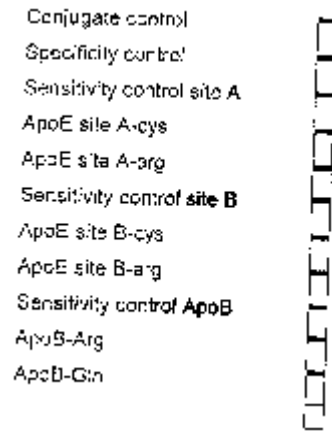 Conjugate control
Specificity control
Sensitivity control site A
ApoE site A-cys
ApoE site A-arg
Sensitivity control site B
ApoE site B-cys
ApoE site B-arg
Sensitivity control ApoB
ApoB-Arg
ApoB-Gln